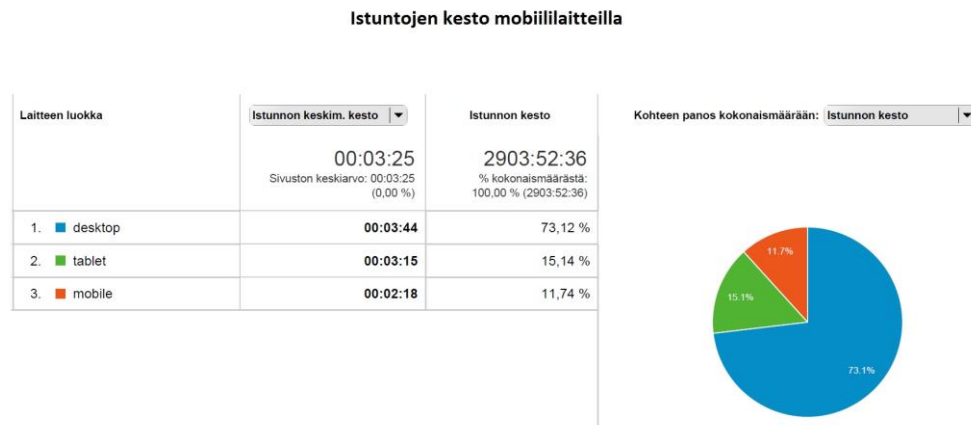 Istuntojen kesto mobiililaitteilla
Laitteen luokka
Istunnon keskim. kesto
Istunnon kesto
Kohteen panos kokonaismäärään: Istunnon kesto
00:03:25
Sivuston keskiarvo: 00:03:25
(0,00 %)
2903:52:36
% kokonaismäärästä:
100,00 % (2903:52:36)
1. desktop 00:03:44 73,12 %
2. tablet 00:03:15 15,14 %
3. mobile 00:02:18 11,74 %
11.7%
15.1%
73.1%